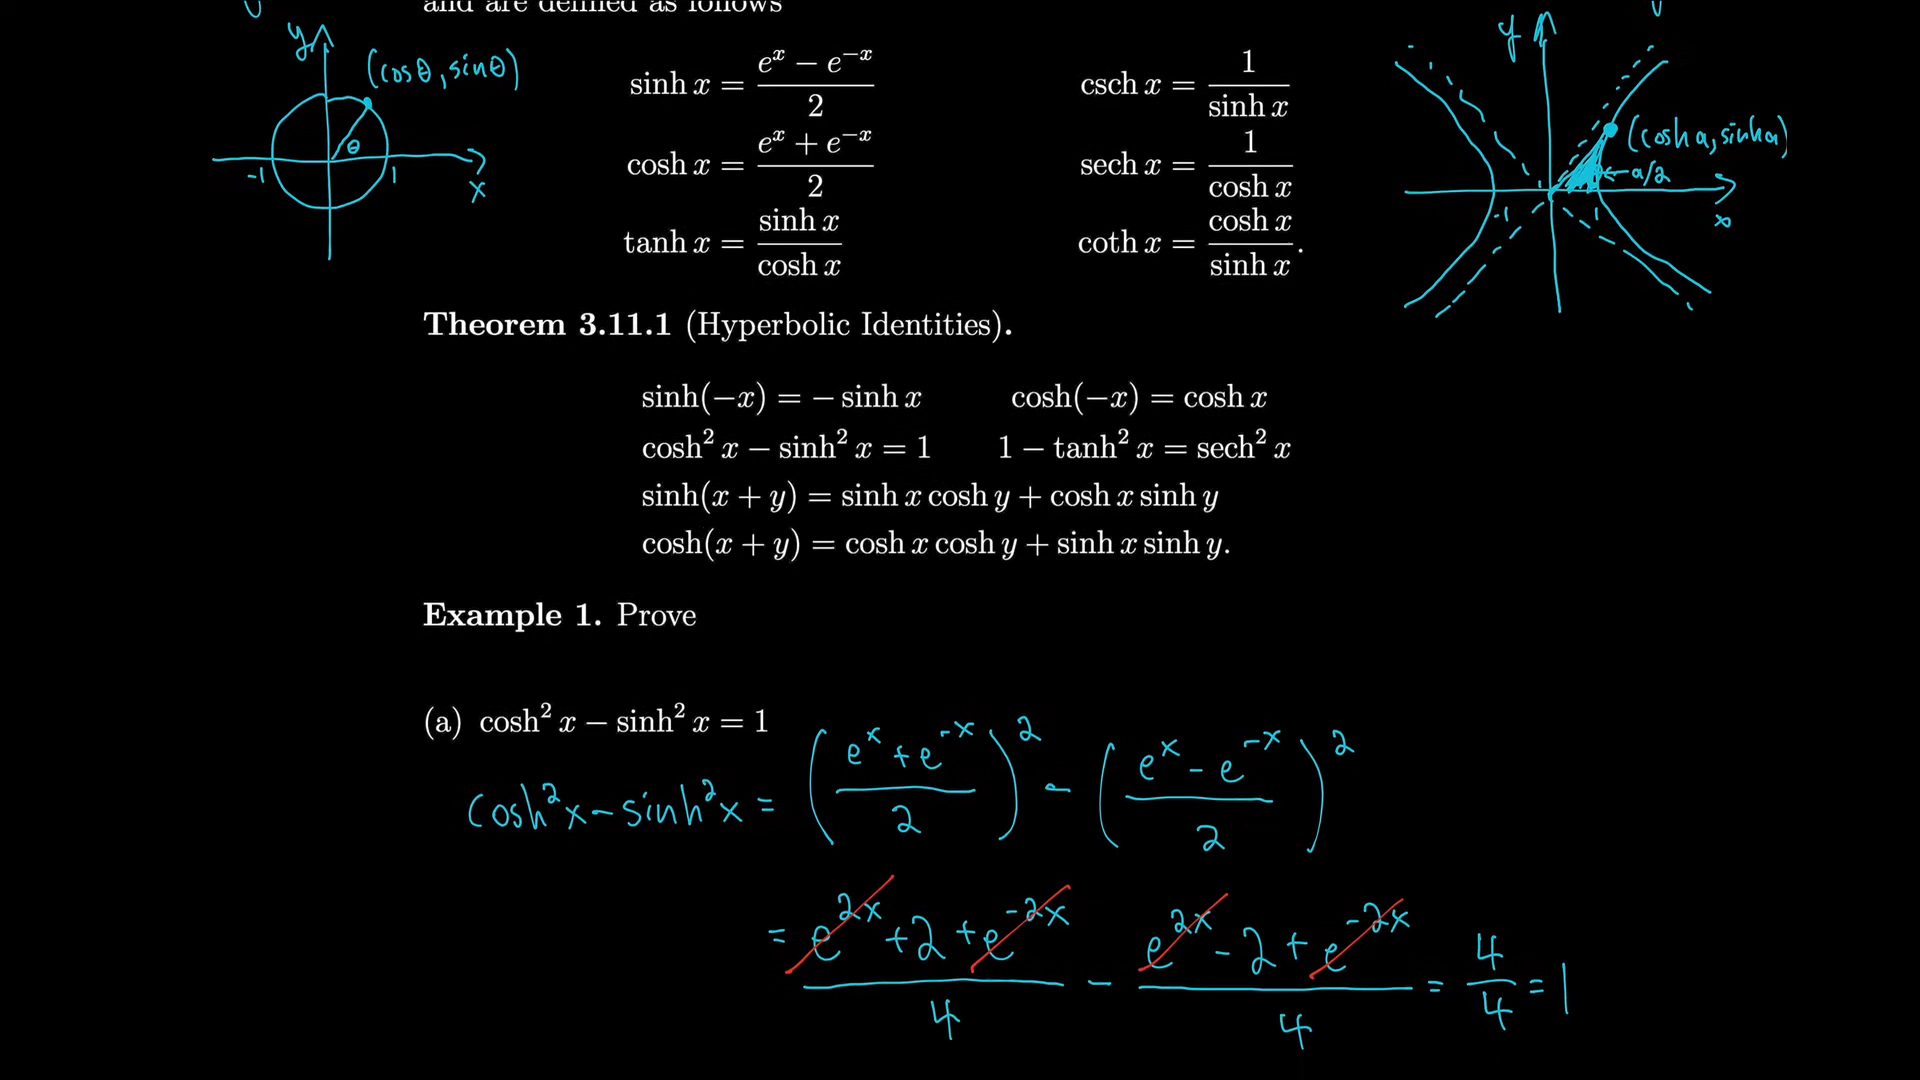 and are defined as follows
y
(cosθ, sinθ)
θ
-1
1
x
sinh x = (e^x − e^{−x})/2
csch x = 1/(sinh x)
cosh x = (e^x + e^{−x})/2
sech x = 1/(cosh x)
tanh x = (sinh x)/(cosh x)
coth x = (cosh x)/(sinh x).
y
(cosh a, sinh a)
a/2
-1
1
x
Theorem 3.11.1 (Hyperbolic Identities).
sinh(−x) = − sinh x cosh(−x) = cosh x
cosh² x − sinh² x = 1 1 − tanh² x = sech² x
sinh(x + y) = sinh x cosh y + cosh x sinh y
cosh(x + y) = cosh x cosh y + sinh x sinh y.
Example 1. Prove
(a) cosh² x − sinh² x = 1
cosh²x − sinh²x = ((e^x + e^{-x})/2)² − ((e^x − e^{-x})/2)²
= (e^{2x} + 2 + e^{-2x})/4 − (e^{2x} − 2 + e^{-2x})/4 = 4/4 = 1